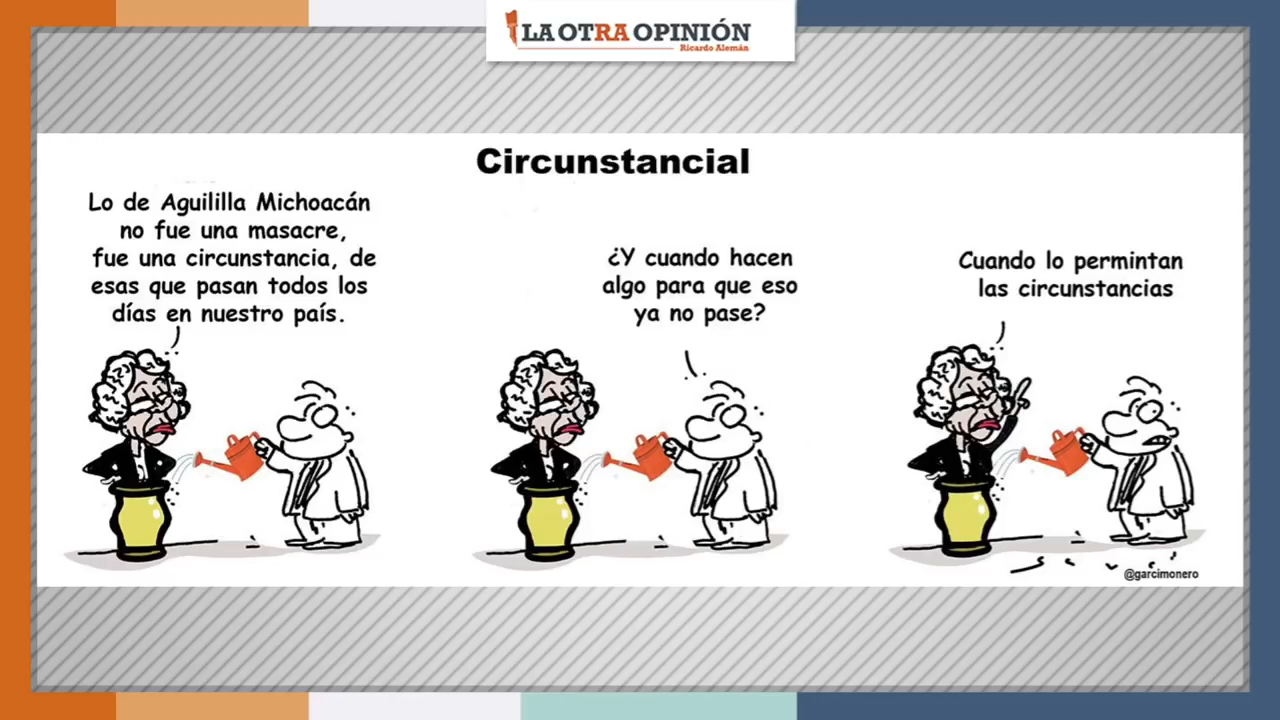 LA OTRA OPINIÓN
Ricardo Alemán
Circunstancial
Lo de Aguililla Michoacán
no fue una masacre,
fue una circunstancia, de
esas que pasan todos los
días en nuestro país.
¿Y cuando hacen
algo para que eso
ya no pase?
Cuando lo permintan
las circunstancias
@garcimonero